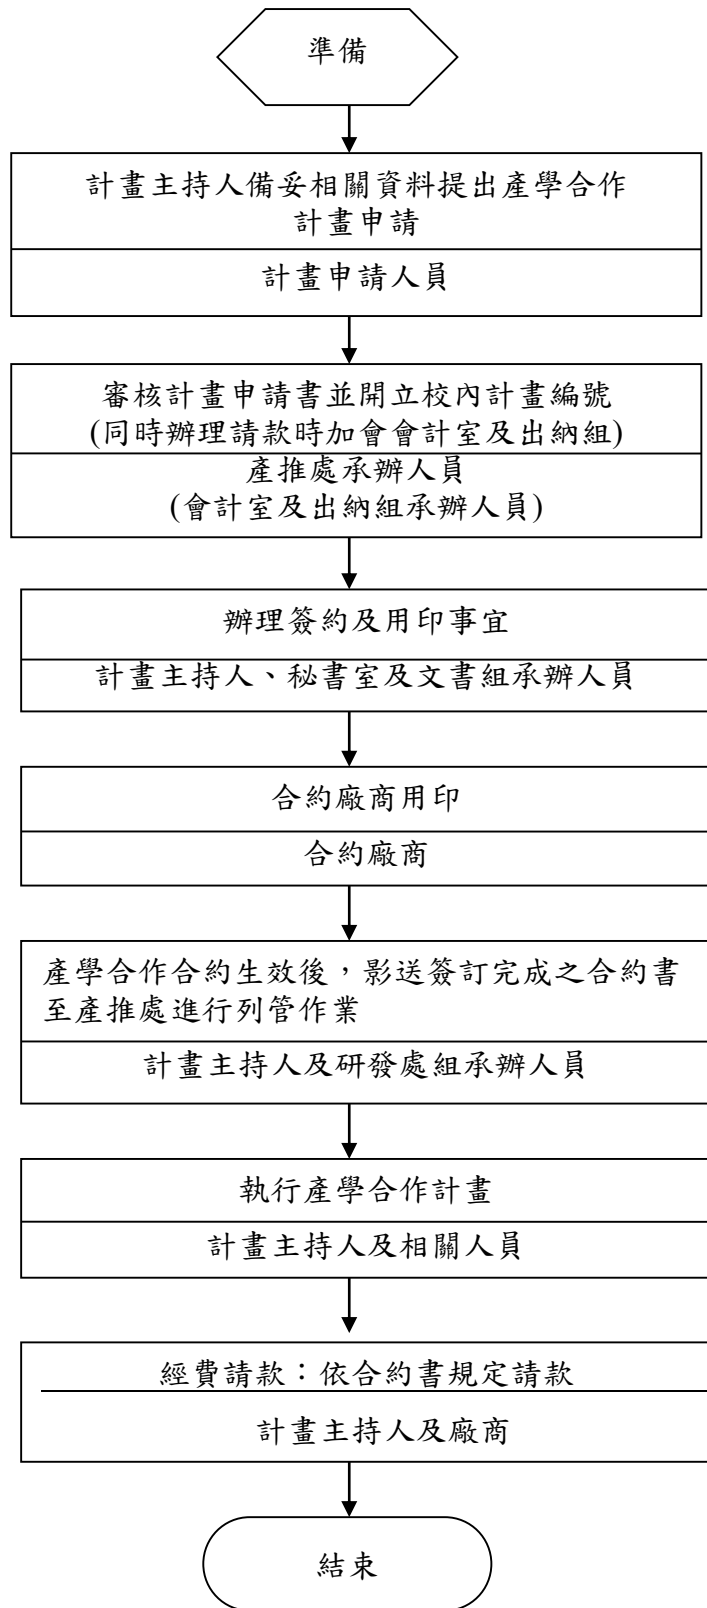 準備
計畫主持人備妥相關資料提出產學合作
計畫申請
計畫申請人員
審核計畫申請書並開立校內計畫編號
(同時辦理請款時加會會計室及出納組)
產推處承辦人員
(會計室及出納組承辦人員)
辦理簽約及用印事宜
計畫主持人、秘書室及文書組承辦人員
合約廠商用印
合約廠商
產學合作合約生效後，影送簽訂完成之合約書
至產推處進行列管作業
計畫主持人及研發處組承辦人員
執行產學合作計畫
計畫主持人及相關人員
經費請款：依合約書規定請款
計畫主持人及廠商
結束